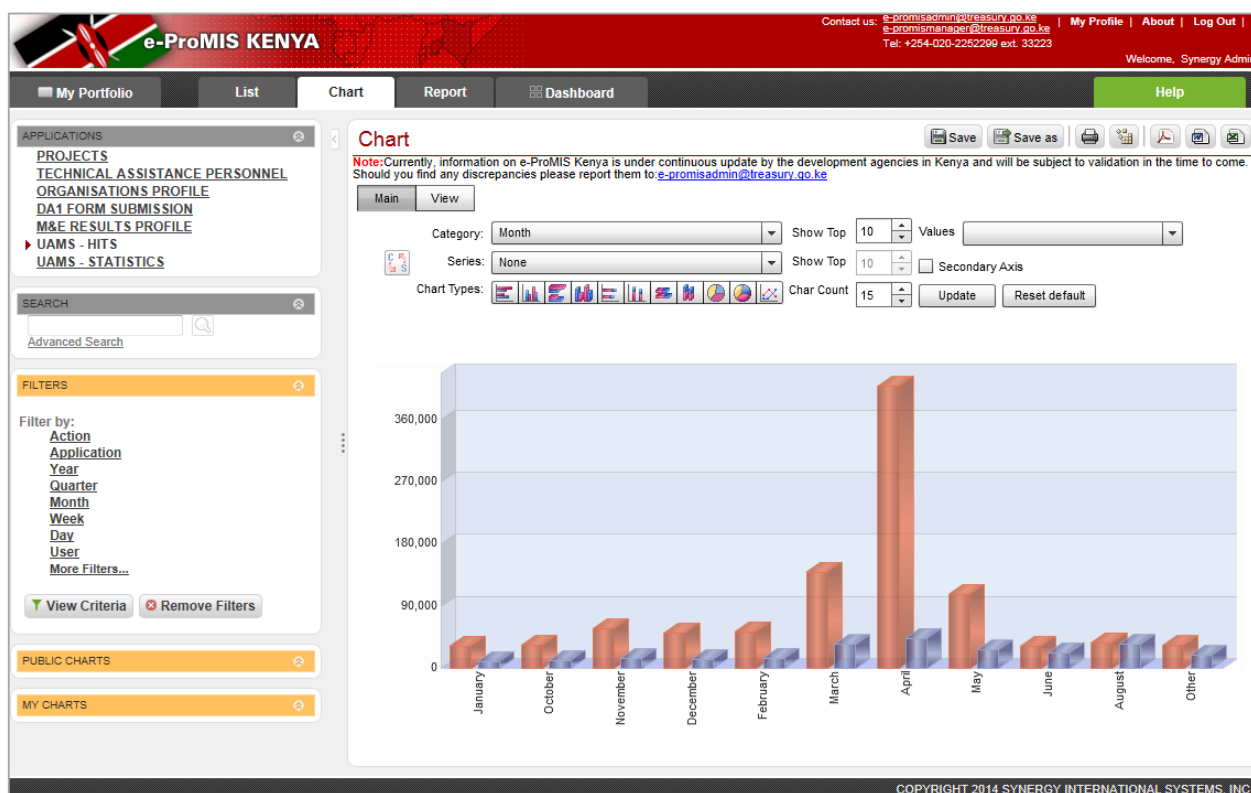 e-ProMIS KENYA
Contact us: e-promisadmin@treasury.go.ke | My Profile | About | Log Out |
e-promismanager@treasury.go.ke
Tel: +254-020-2252299 ext. 33223
Welcome, Synergy Admi
My Portfolio List Chart Report Dashboard Help
APPLICATIONS
PROJECTS
TECHNICAL ASSISTANCE PERSONNEL
ORGANISATIONS PROFILE
DA1 FORM SUBMISSION
M&E RESULTS PROFILE
UAMS - HITS
UAMS - STATISTICS
SEARCH
Advanced Search
FILTERS
Filter by:
Action
Application
Year
Quarter
Month
Week
Day
User
More Filters...
View Criteria Remove Filters
PUBLIC CHARTS
MY CHARTS
Chart Save Save as
Note:Currently, information on e-ProMIS Kenya is under continuous update by the development agencies in Kenya and will be subject to validation in the time to come.
Should you find any discrepancies please report them to:e-promisadmin@treasury.go.ke
Main View
Category: Month Show Top 10 Values
Series: None Show Top 10 Secondary Axis
Chart Types: Char Count 15 Update Reset default
360,000
270,000
180,000
90,000
0
January
October
November
December
February
March
April
May
June
August
Other
COPYRIGHT 2014 SYNERGY INTERNATIONAL SYSTEMS, INC